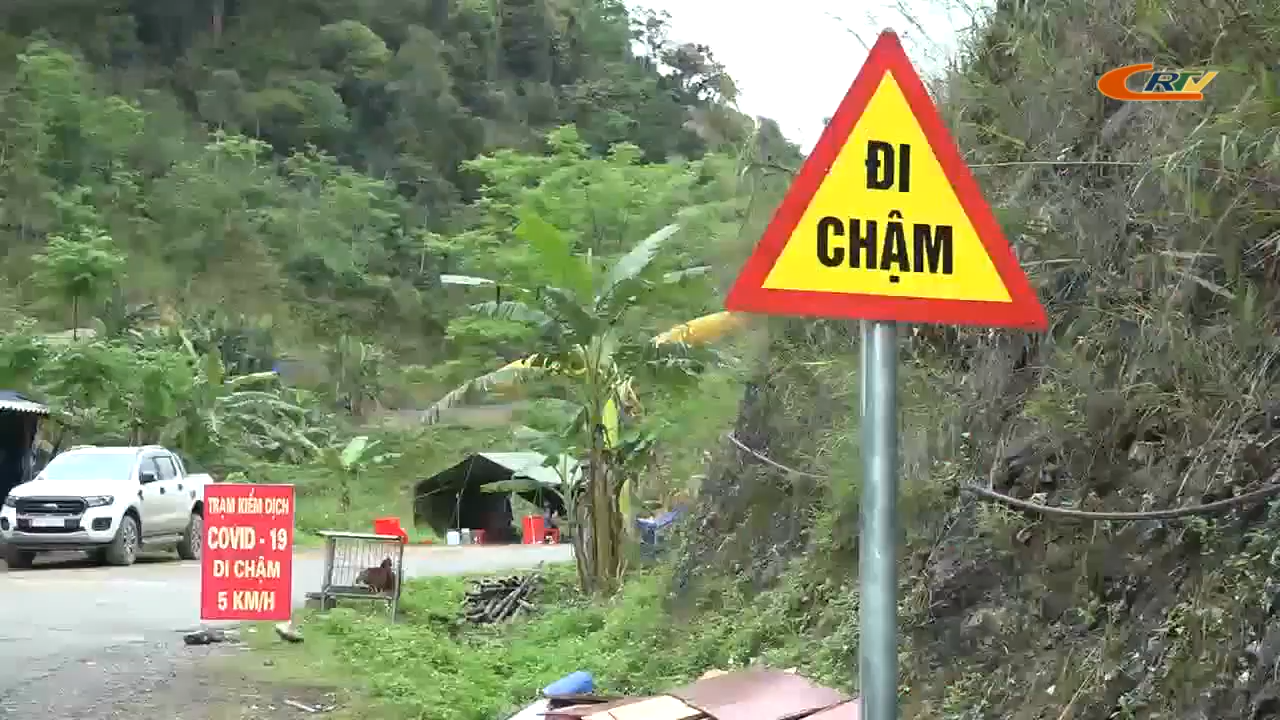 CRTV
ĐI
CHẬM
TRẠM KIỂM DỊCH
COVID - 19
ĐI CHẬM
5 KM/H